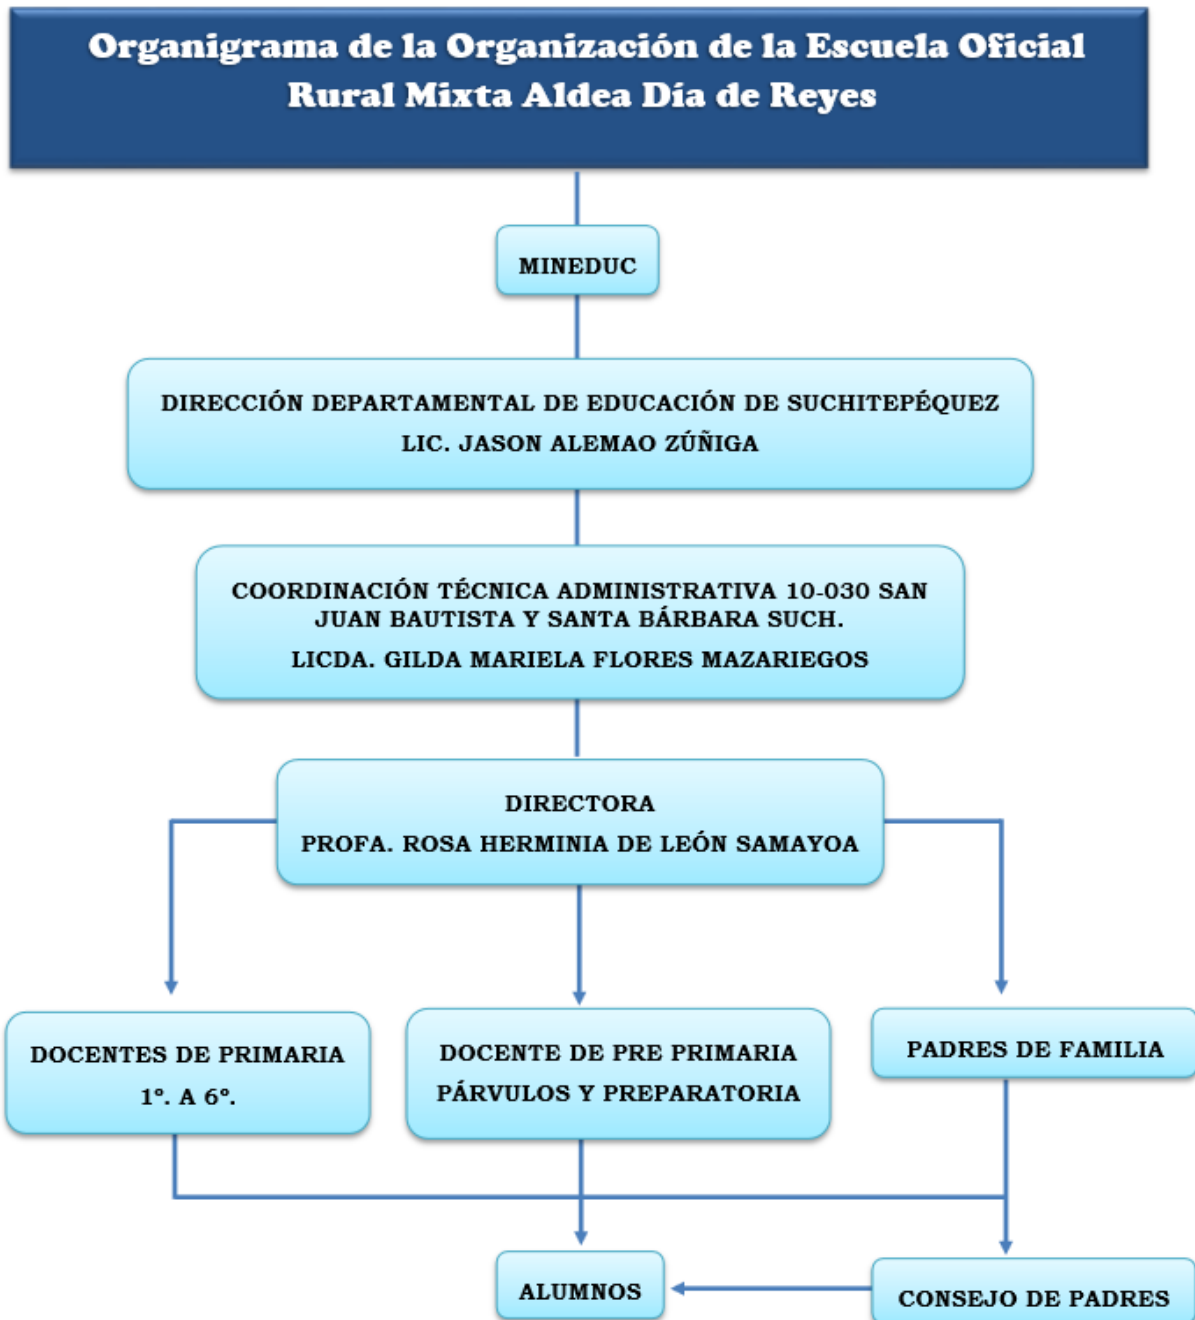 Organigrama de la Organización de la Escuela Oficial
Rural Mixta Aldea Día de Reyes
MINEDUC
DIRECCIÓN DEPARTAMENTAL DE EDUCACIÓN DE SUCHITEPÉQUEZ
LIC. JASON ALEMAO ZÚÑIGA
COORDINACIÓN TÉCNICA ADMINISTRATIVA 10-030 SAN
JUAN BAUTISTA Y SANTA BÁRBARA SUCH.
LICDA. GILDA MARIELA FLORES MAZARIEGOS
DIRECTORA
PROFA. ROSA HERMINIA DE LEÓN SAMAYOA
DOCENTES DE PRIMARIA
1º. A 6º.
DOCENTE DE PRE PRIMARIA
PÁRVULOS Y PREPARATORIA
PADRES DE FAMILIA
ALUMNOS
CONSEJO DE PADRES